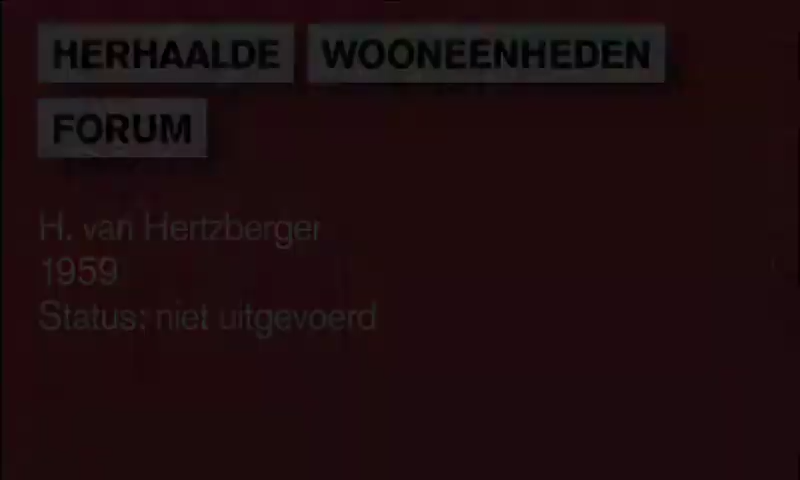 HERHAALDE WOONEENHEDEN
FORUM
H. van Hertzberger
1959
Status: niet uitgevoerd